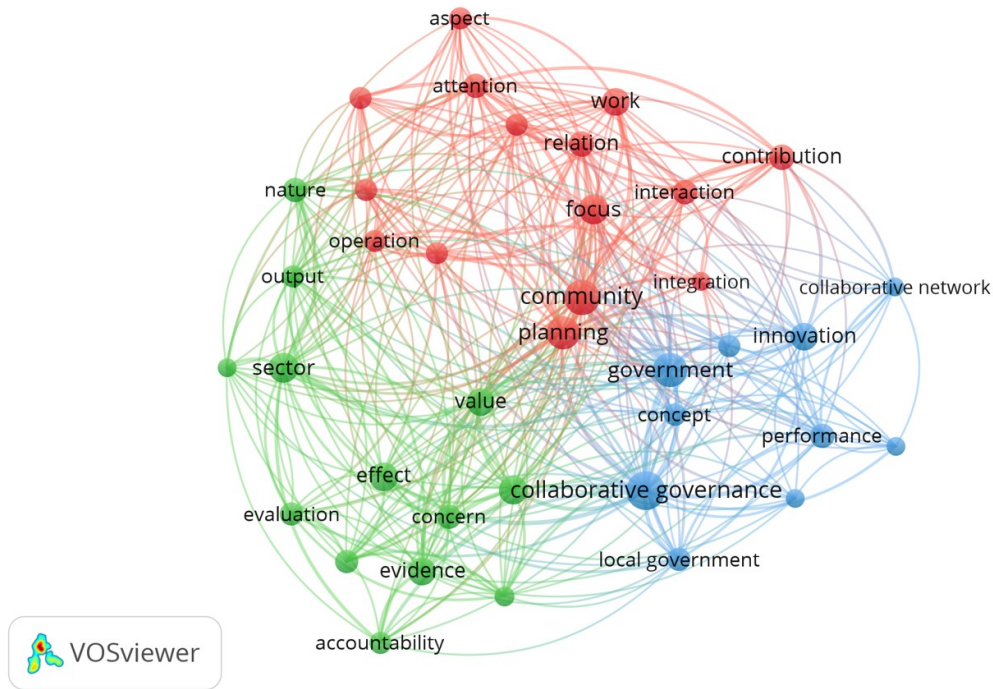 aspect
attention
work
relation
contribution
nature
interaction
focus
operation
output
integration
collaborative network
community
planning
innovation
sector
government
value
concept
performance
effect
collaborative governance
evaluation
concern
evidence
local government
accountability
VOSviewer